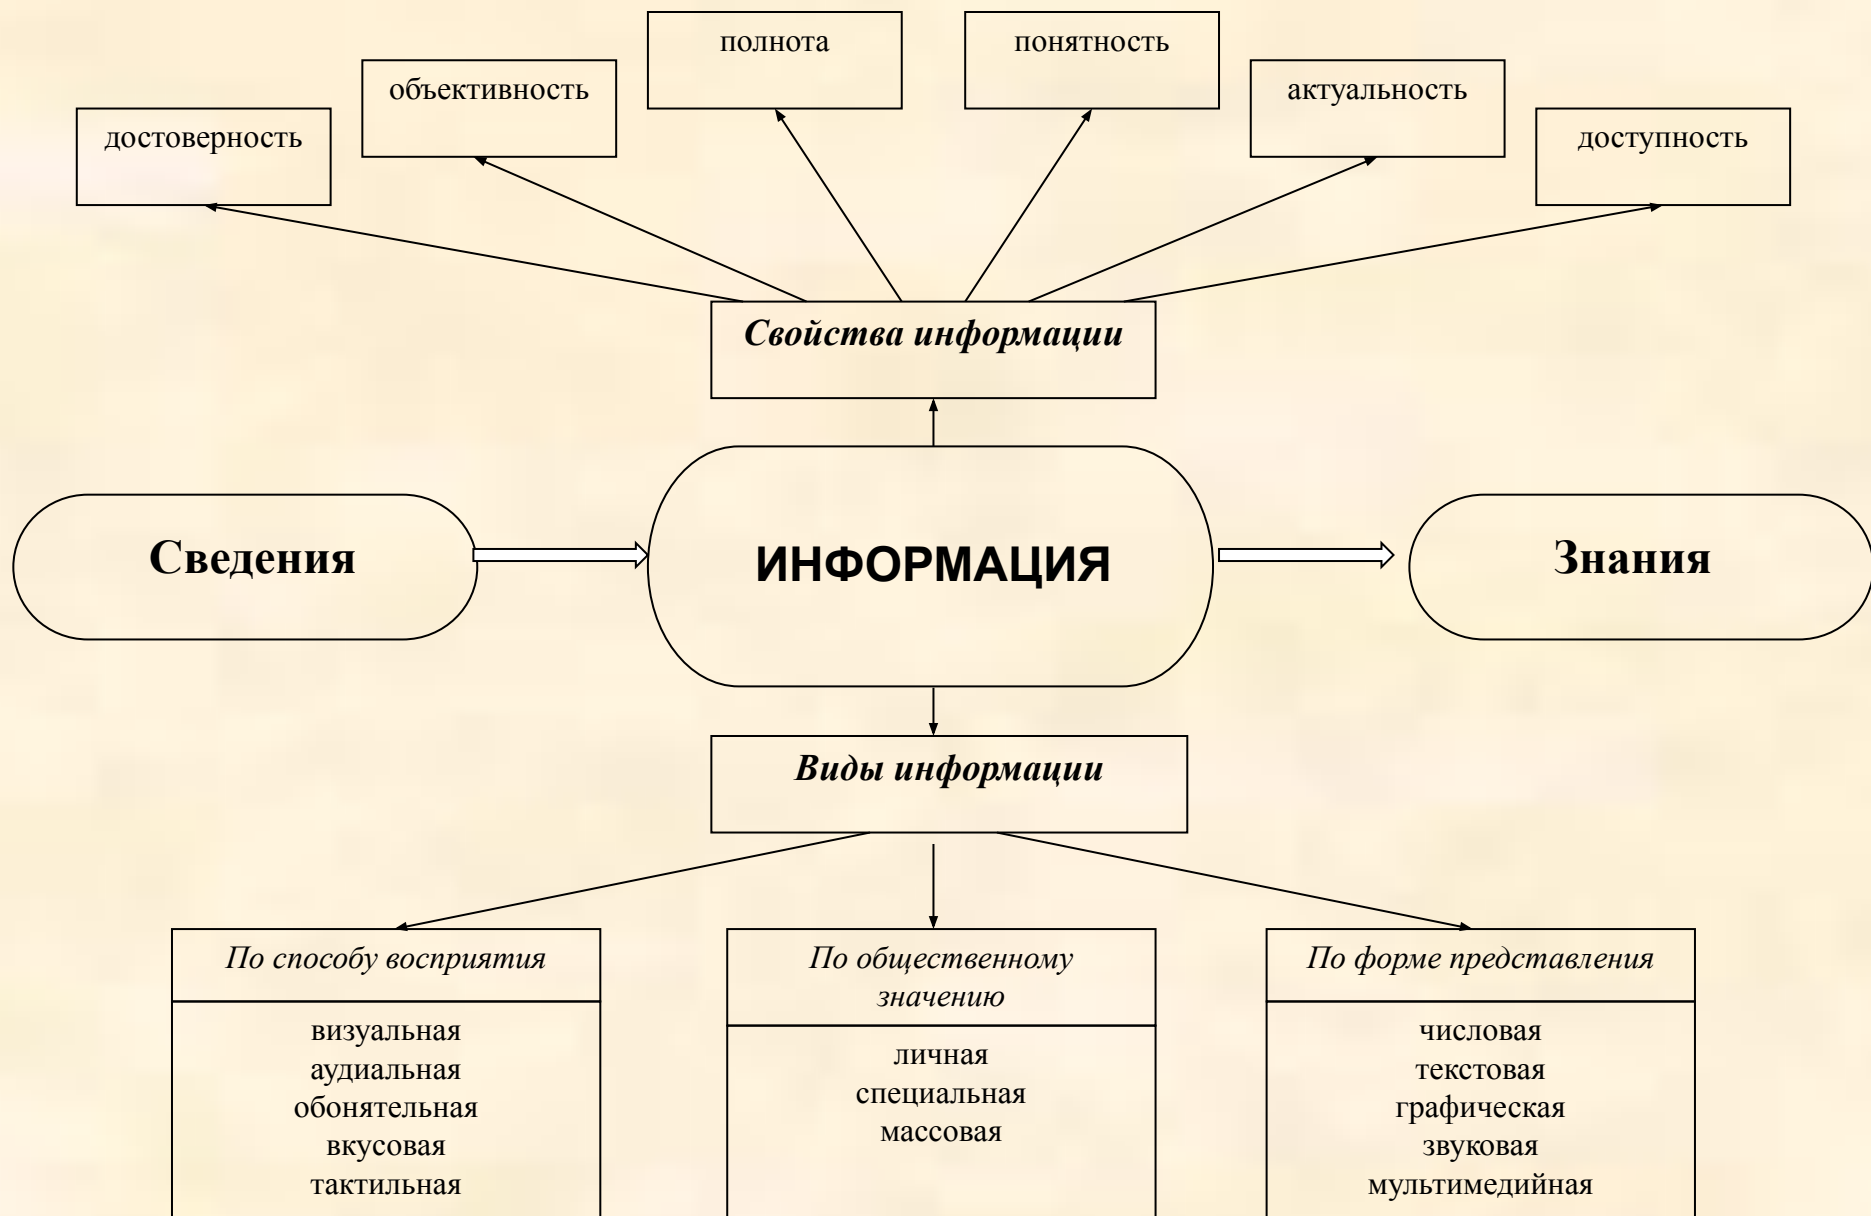 полнота
понятность
объективность
актуальность
достоверность
доступность
Свойства информации
Сведения
ИНФОРМАЦИЯ
Знания
Виды информации
По способу восприятия
визуальная
аудиальная
обонятельная
вкусовая
тактильная
По общественному
значению
личная
специальная
массовая
По форме представления
числовая
текстовая
графическая
звуковая
мультимедийная